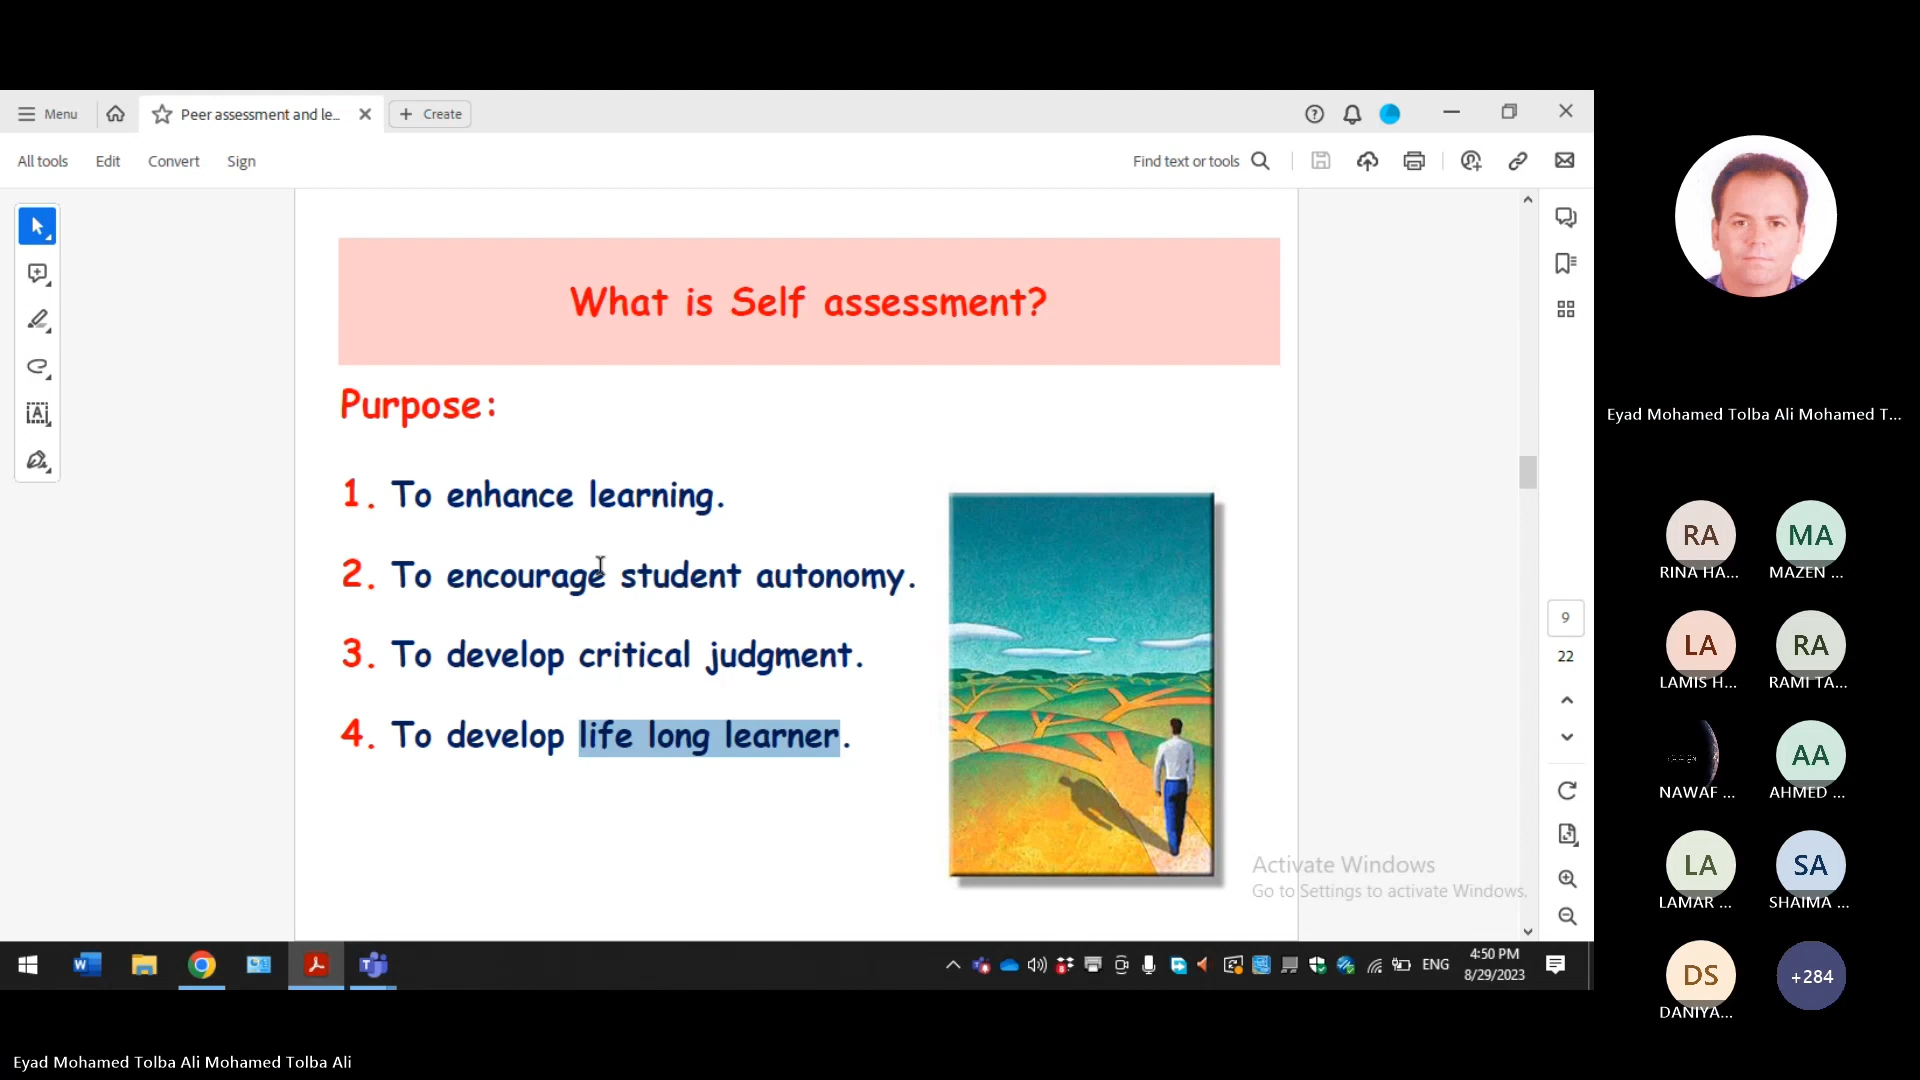 Menu
Peer assessment and le...
Create
All tools
Edit
Convert
Sign
Find text or tools
What is Self assessment?
Purpose:
1. To enhance learning.
2. To encourage student autonomy.
3. To develop critical judgment.
4. To develop life long learner.
9
22
Activate Windows
Go to Settings to activate Windows.
ENG
4:50 PM
8/29/2023
Eyad Mohamed Tolba Ali Mohamed T...
RA
RINA HA...
MA
MAZEN ...
LA
LAMIS H...
RA
RAMI TA...
NAWAF ...
AA
AHMED ...
LA
LAMAR ...
SA
SHAIMA ...
DS
DANIYA...
+284
Eyad Mohamed Tolba Ali Mohamed Tolba Ali